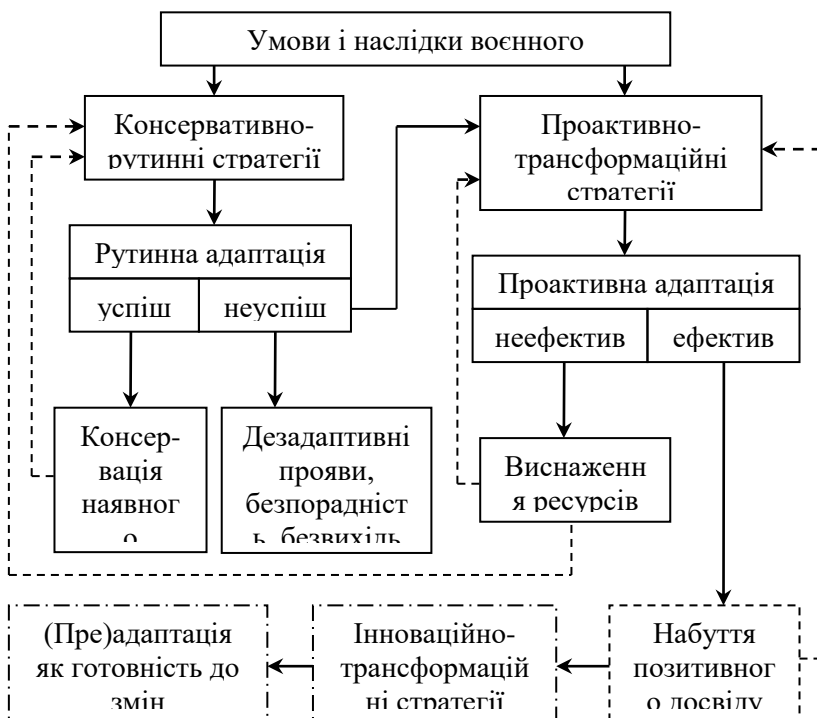 Умови і наслідки воєнного
Консервативно-
рутинні стратегії
Проактивно-
трансформаційні
стратегії
Рутинна адаптація
успіш
неуспіш
Проактивна адаптація
неефектив
ефектив
Консер-
вація
наявног
о
Дезадаптивні
прояви,
безпорадніст
ь, безвихідь
Виснаженн
я ресурсів
(Пре)адаптація
як готовність до
змін
Інноваційно-
трансформацій
ні стратегії
Набуття
позитивног
о досвіду